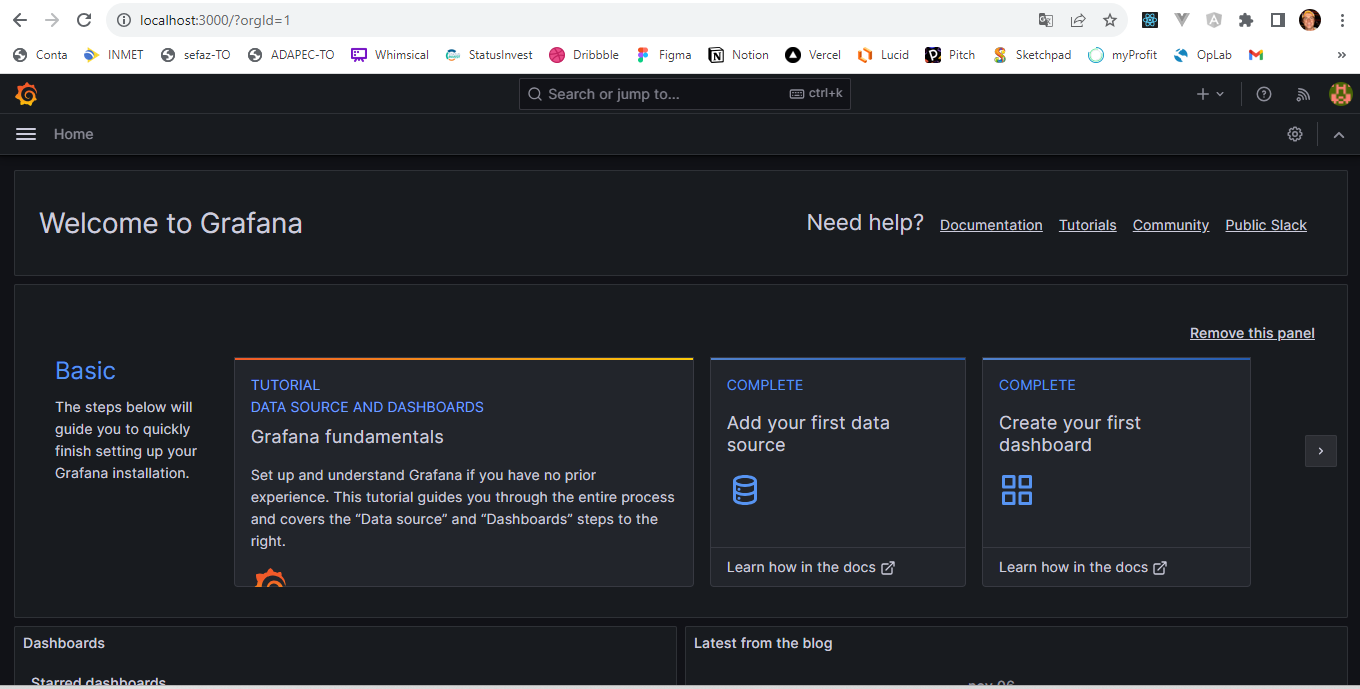 localhost:3000/?orgId=1
Conta INMET sefaz-TO ADAPEC-TO Whimsical StatusInvest Dribbble Figma Notion Vercel Lucid Pitch Sketchpad myProfit OpLab »
Search or jump to... ctrl+k
Home
Welcome to Grafana
Need help? Documentation Tutorials Community Public Slack
Remove this panel
Basic
The steps below will
guide you to quickly
finish setting up your
Grafana installation.
TUTORIAL
DATA SOURCE AND DASHBOARDS
Grafana fundamentals
Set up and understand Grafana if you have no prior
experience. This tutorial guides you through the entire process
and covers the “Data source” and “Dashboards” steps to the
right.
COMPLETE
Add your first data
source
Learn how in the docs
COMPLETE
Create your first
dashboard
Learn how in the docs
Dashboards
Starred dashboards
Latest from the blog
nov 06